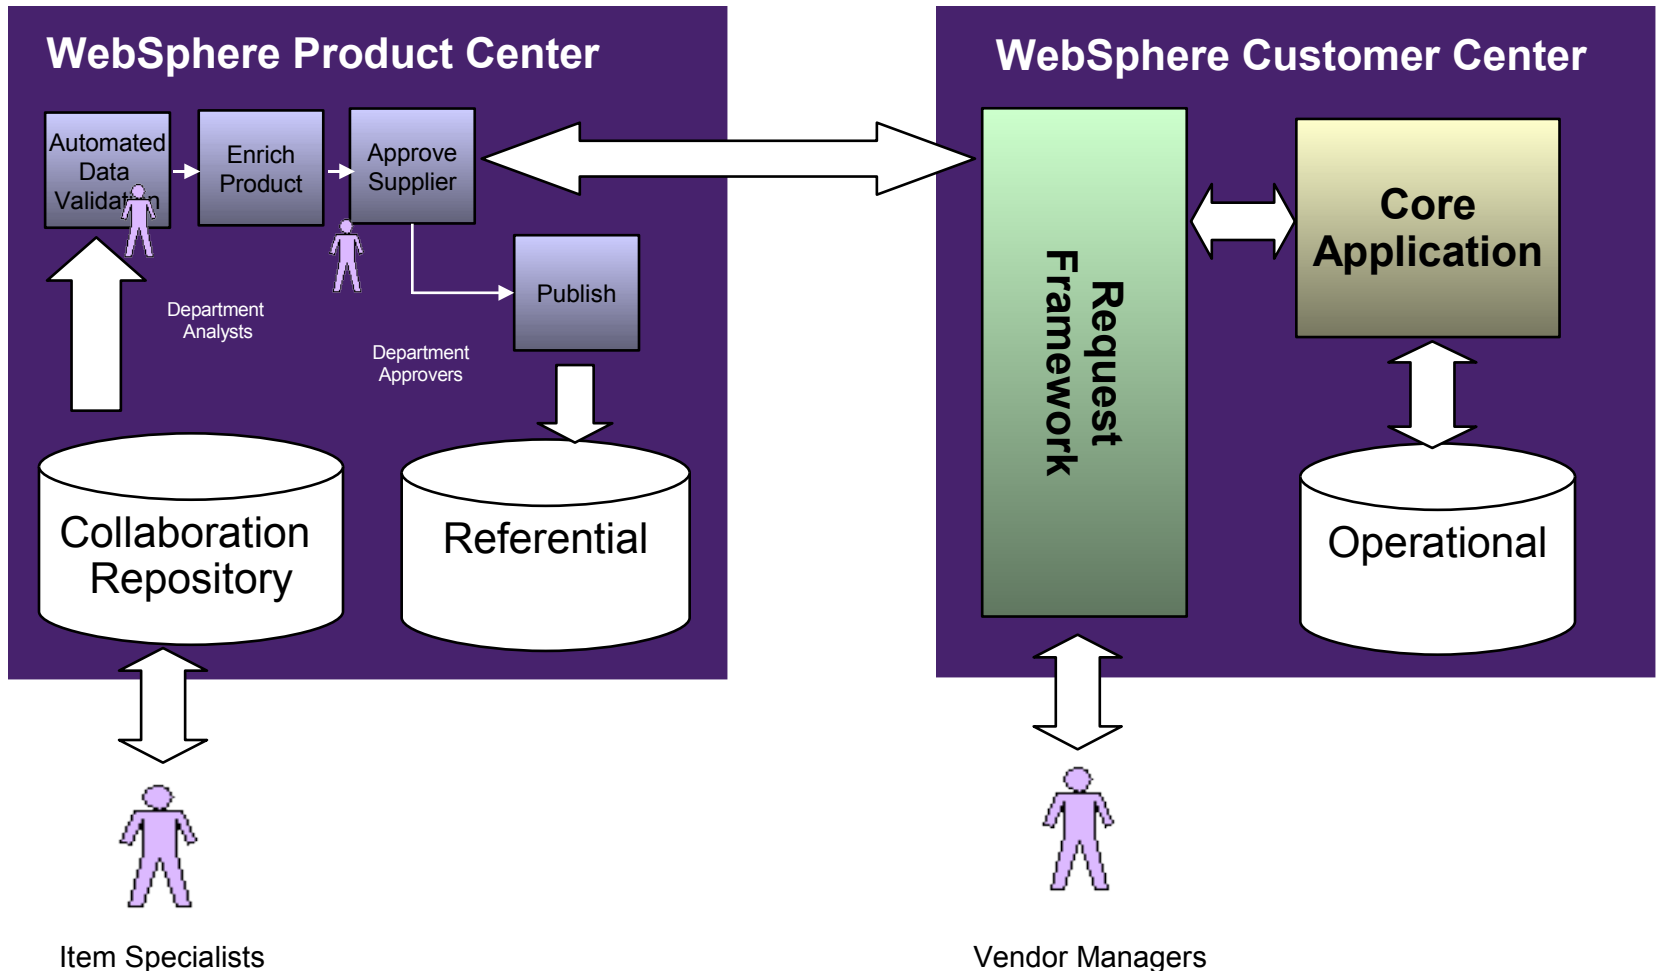 WebSphere Product Center
Automated
Data
Validation
Enrich
Product
Approve
Supplier
Publish
Department
Analysts
Department
Approvers
Collaboration
Repository
Referential
Item Specialists
WebSphere Customer Center
Request
Framework
Core
Application
Operational
Vendor Managers